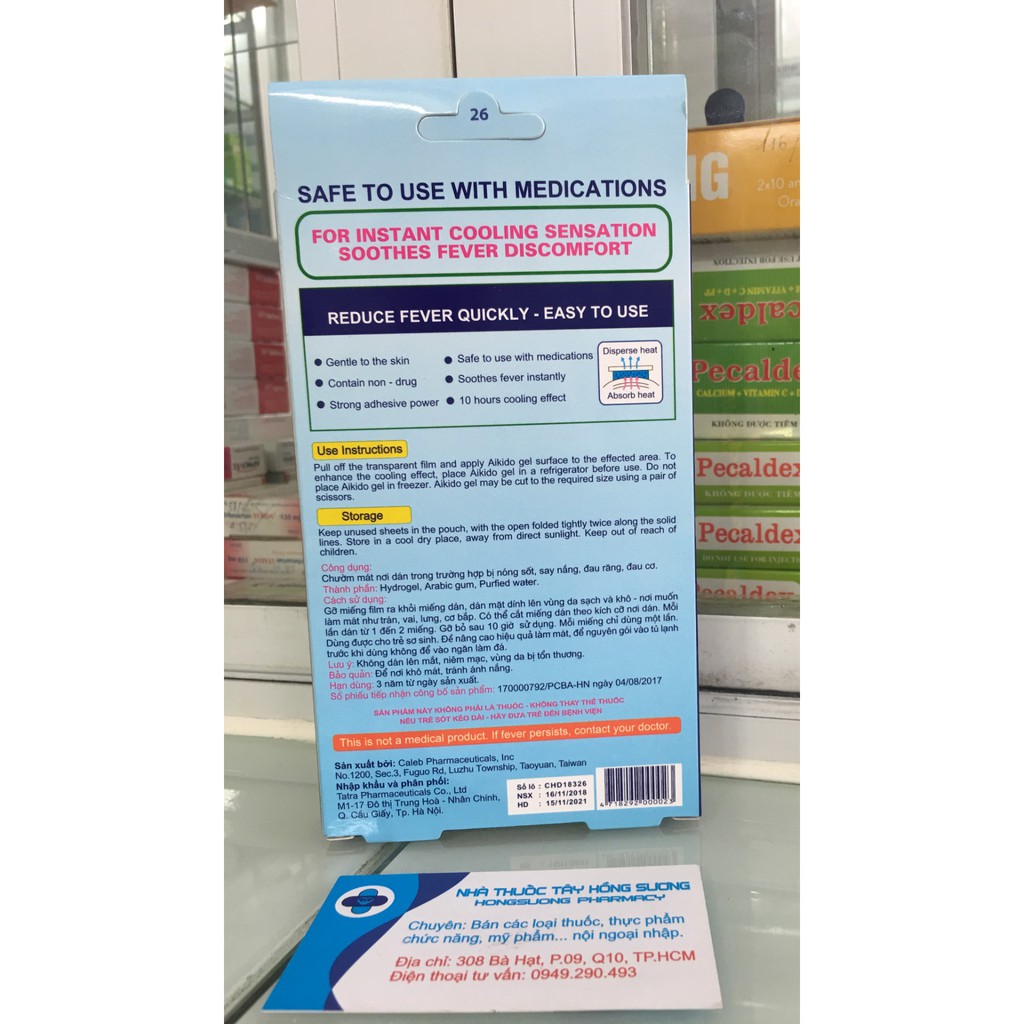 26
SAFE TO USE WITH MEDICATIONS
FOR INSTANT COOLING SENSATION
SOOTHES FEVER DISCOMFORT
REDUCE FEVER QUICKLY - EASY TO USE
Gentle to the skin
Contain non - drug
Strong adhesive power
Safe to use with medications
Soothes fever instantly
10 hours cooling effect
Disperse heat
Absorb heat
Use Instructions
Pull off the transparent film and apply Aikido gel surface to the effected area. To
enhance the cooling effect, place Aikido gel in a refrigerator before use. Do not
place Aikido gel in freezer. Aikido gel may be cut to the required size using a pair of
scissors.
Storage
Keep unused sheets in the pouch, with the open folded tightly twice along the solid
lines. Store in a cool dry place, away from direct sunlight. Keep out of reach of
children.
Công dụng:
Chườm mát nơi dán trong trường hợp bị nóng sốt, say nắng, đau răng, đau cơ.
Thành phần: Hydrogel, Arabic gum, Purfied water.
Cách sử dụng:
Gỡ miếng film ra khỏi miếng dán, dán mặt dính lên vùng da sạch và khô - nơi muốn
làm mát như trán, vai, lưng, cơ bắp. Có thể cắt miếng dán theo kích cỡ nơi dán. Mỗi
lần dán từ 1 đến 2 miếng. Gỡ bỏ sau 10 giờ sử dụng. Mỗi miếng chỉ dùng một lần.
Dùng được cho trẻ sơ sinh. Để nâng cao hiệu quả làm mát, để nguyên gói vào tủ lạnh
trước khi dùng không để vào ngăn làm đá.
Lưu ý: Không dán lên mắt, niêm mạc, vùng da bị tổn thương.
Bảo quản: Để nơi khô mát, tránh ánh nắng.
Hạn dùng: 3 năm từ ngày sản xuất.
Số phiếu tiếp nhận công bố sản phẩm: 170000792/PCBA-HN ngày 04/08/2017
SẢN PHẨM NÀY KHÔNG PHẢI LÀ THUỐC - KHÔNG THAY THẾ THUỐC
NẾU TRẺ SỐT KÉO DÀI - HÃY ĐƯA TRẺ ĐẾN BỆNH VIỆN
This is not a medical product. If fever persists, contact your doctor.
Sản xuất bởi: Caleb Pharmaceuticals, Inc
No.1200, Sec.3, Fuguo Rd, Luzhu Township, Taoyuan, Taiwan
Nhập khẩu và phân phối:
Tatra Pharmaceuticals Co., Ltd
M1-17 Đô thị Trung Hoà - Nhân Chính,
Q. Cầu Giấy, Tp. Hà Nội.
Số lô : CHD18326
NSX : 16/11/2018
HD : 15/11/2021
4 718292 000023
NHÀ THUỐC TÂY HỒNG SƯƠNG
HONGSUONG PHARMACY
Chuyên: Bán các loại thuốc, thực phẩm
chức năng, mỹ phẩm... nội ngoại nhập.
Địa chỉ: 308 Bà Hạt, P.09, Q10, TP.HCM
Điện thoại tư vấn: 0949.290.493
2x10
Pecaldex
CALCIUM + VITAMIN C +
KHÔNG ĐƯỢC TIÊM
Pecaldex
KHÔNG ĐƯỢC TIÊM
Pecaldex
DO NOT USE FOR